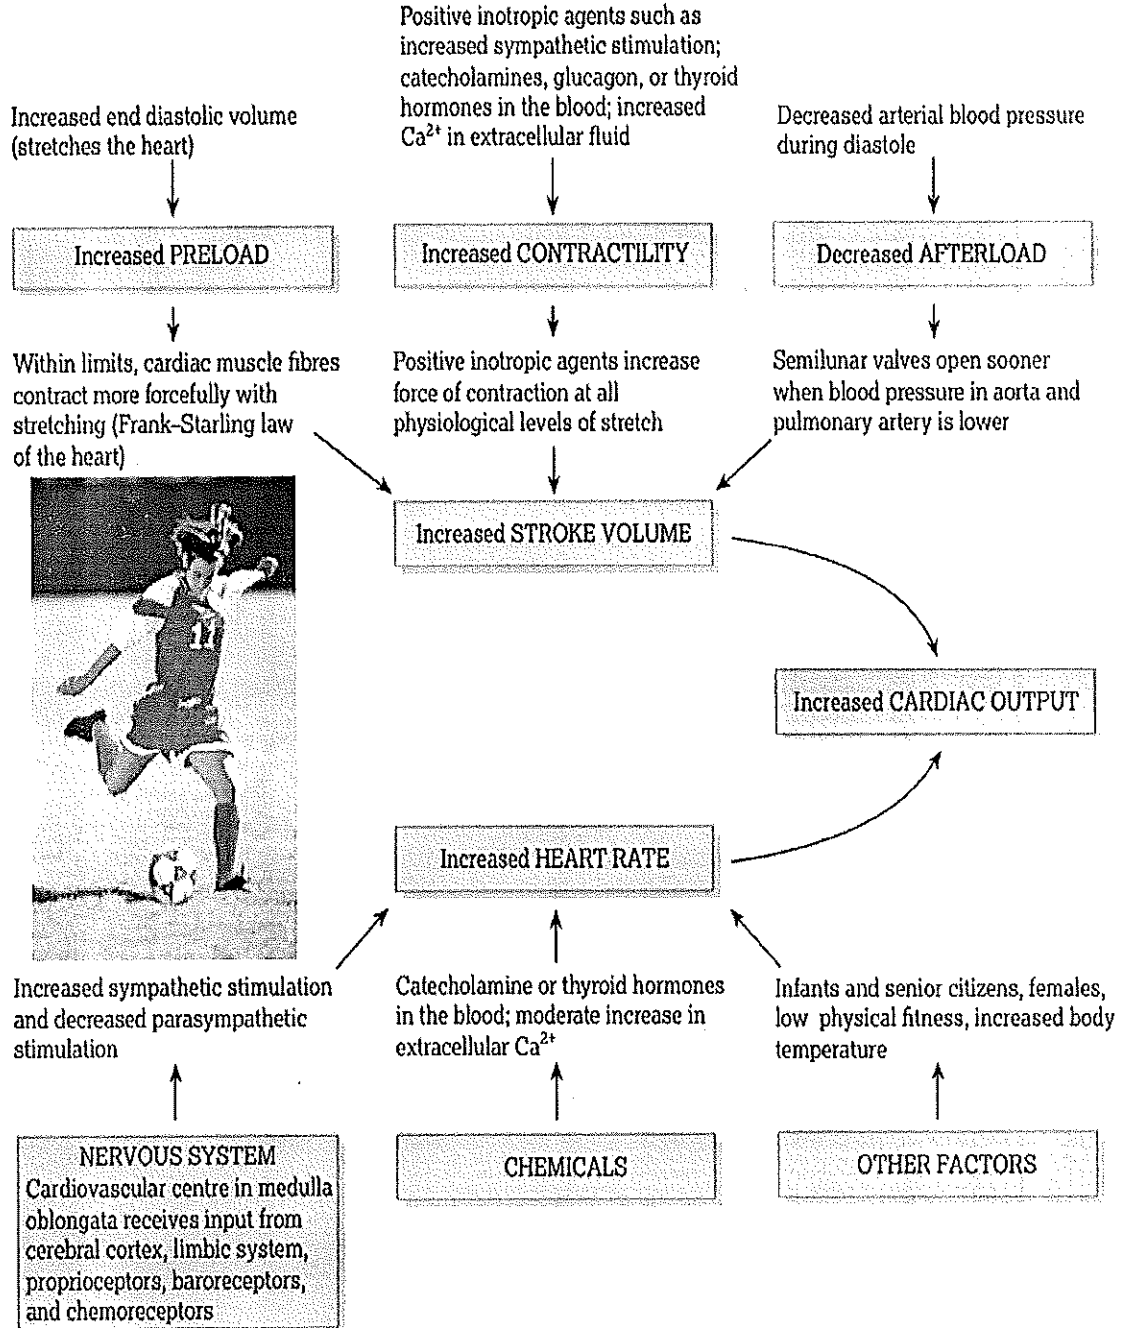 Positive inotropic agents such as
increased sympathetic stimulation;
catecholamines, glucagon, or thyroid
hormones in the blood; increased
Ca²⁺ in extracellular fluid
Increased end diastolic volume
(stretches the heart)
Decreased arterial blood pressure
during diastole
Increased PRELOAD
Increased CONTRACTILITY
Decreased AFTERLOAD
Within limits, cardiac muscle fibres
contract more forcefully with
stretching (Frank–Starling law
of the heart)
Positive inotropic agents increase
force of contraction at all
physiological levels of stretch
Semilunar valves open sooner
when blood pressure in aorta and
pulmonary artery is lower
Increased STROKE VOLUME
11
Increased CARDIAC OUTPUT
Increased HEART RATE
Increased sympathetic stimulation
and decreased parasympathetic
stimulation
Catecholamine or thyroid hormones
in the blood; moderate increase in
extracellular Ca²⁺
Infants and senior citizens, females,
low physical fitness, increased body
temperature
NERVOUS SYSTEM
Cardiovascular centre in medulla
oblongata receives input from
cerebral cortex, limbic system,
proprioceptors, baroreceptors,
and chemoreceptors
CHEMICALS
OTHER FACTORS